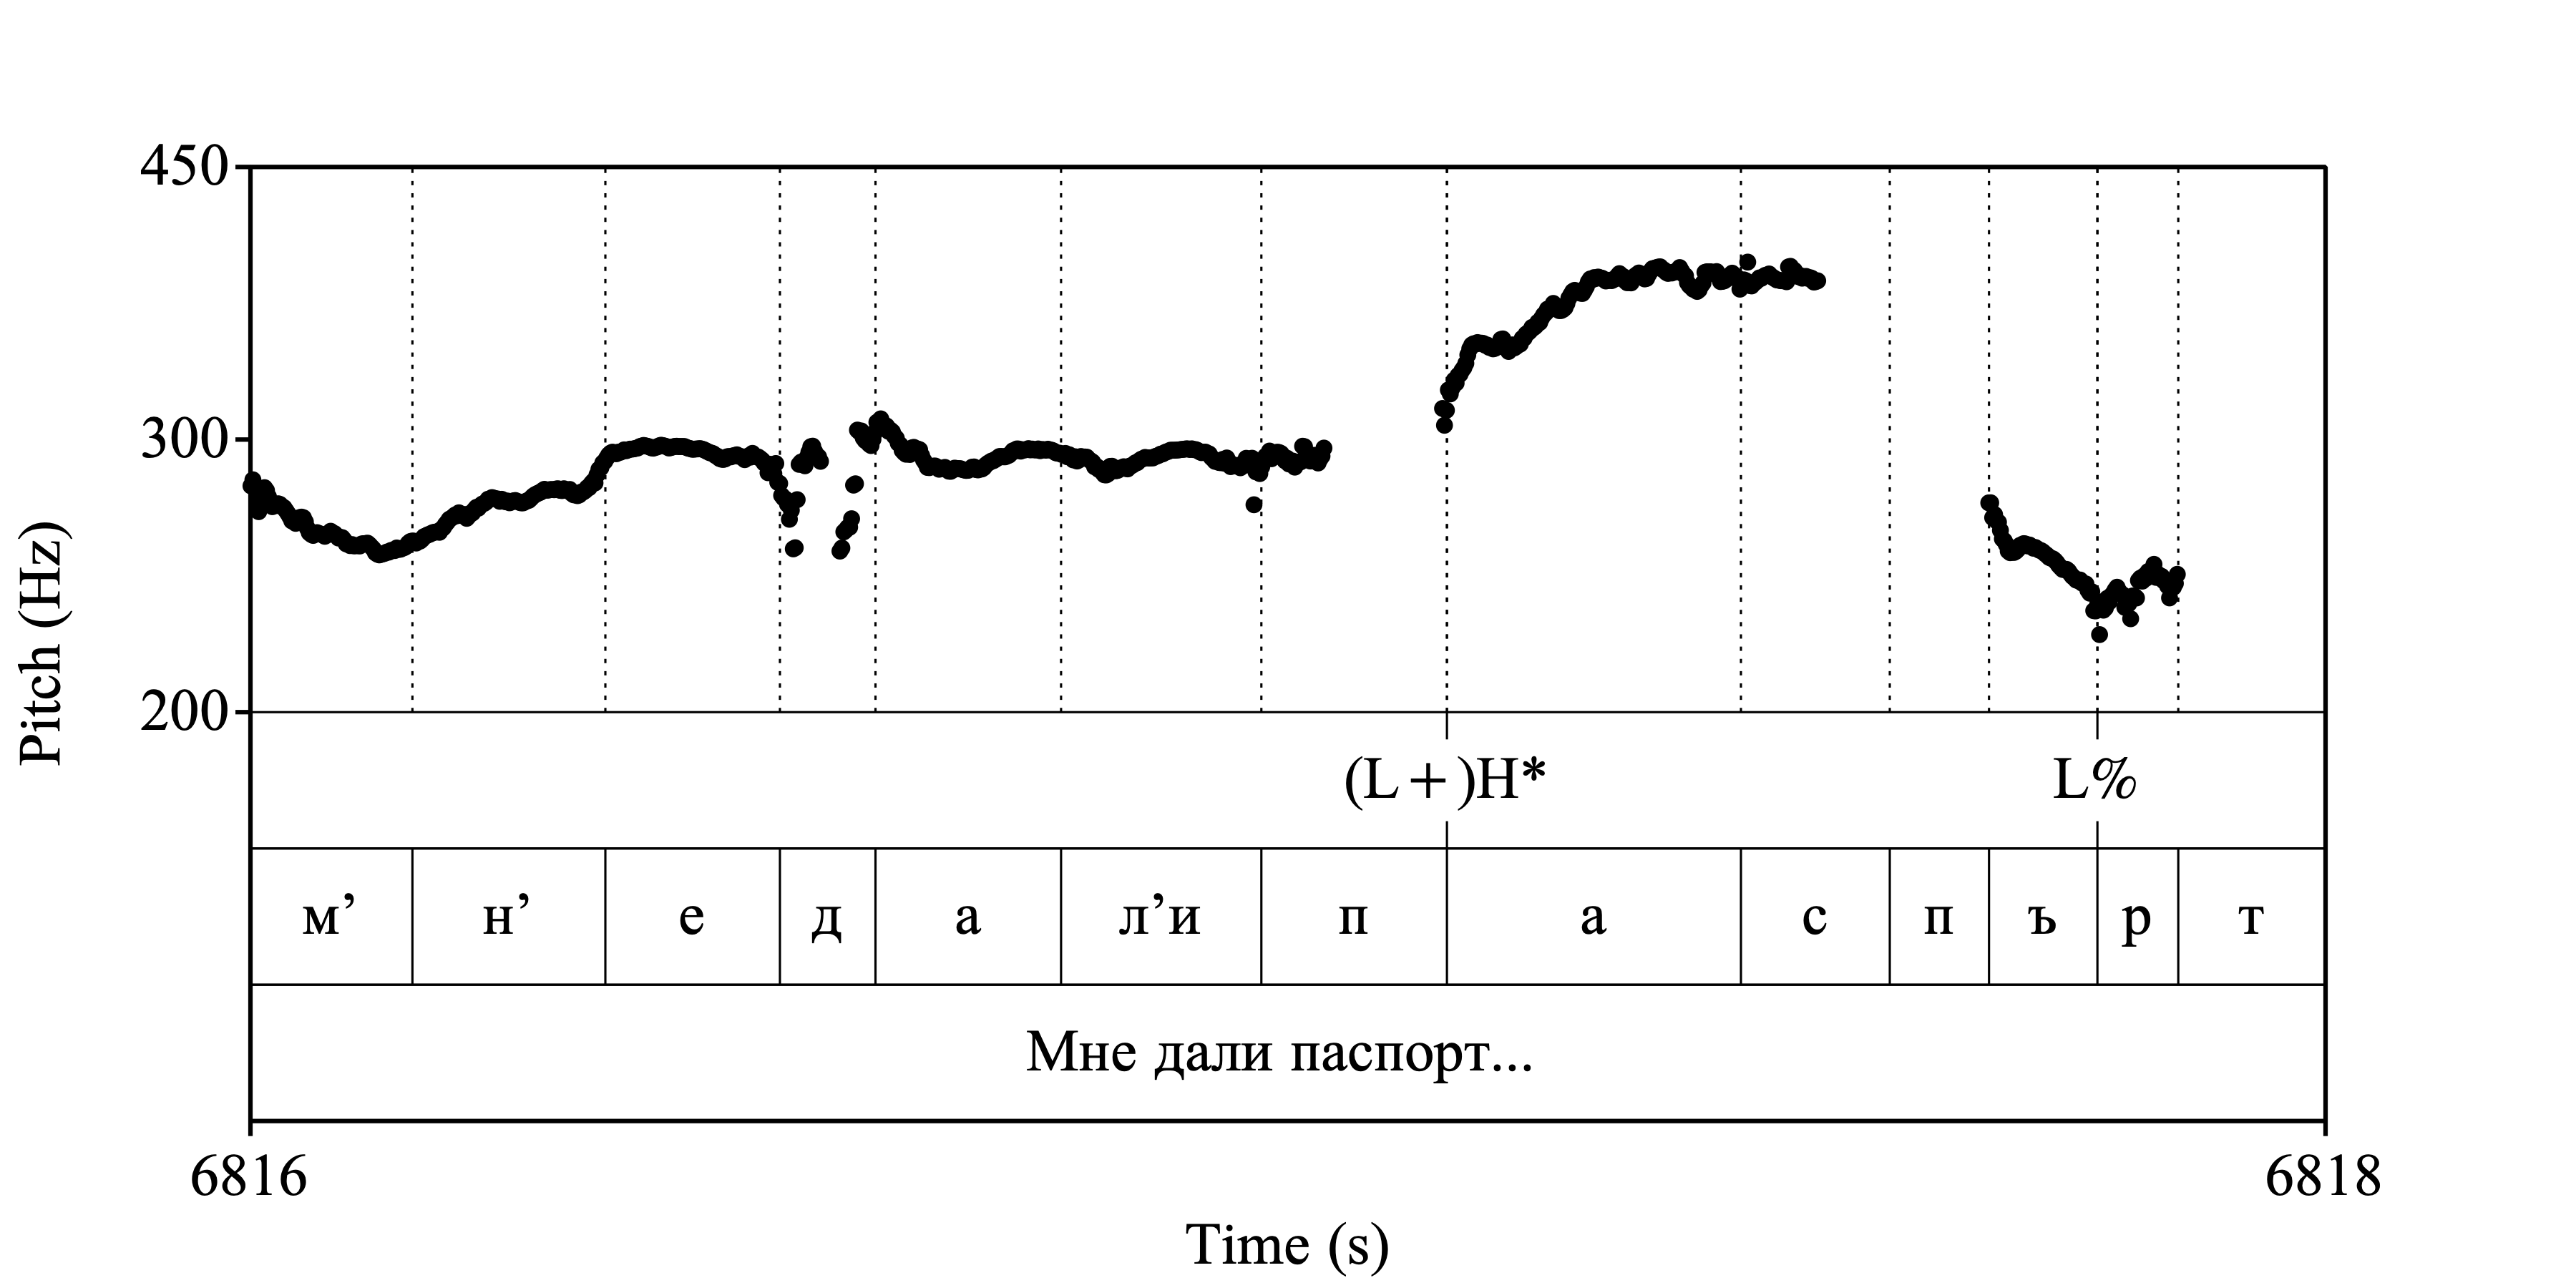 450
300
200
Pitch (Hz)
(L+)H* L%
м’ н’ е д а л’и п а с п ъ р т
Мне дали паспорт...
6816 6818
Time (s)